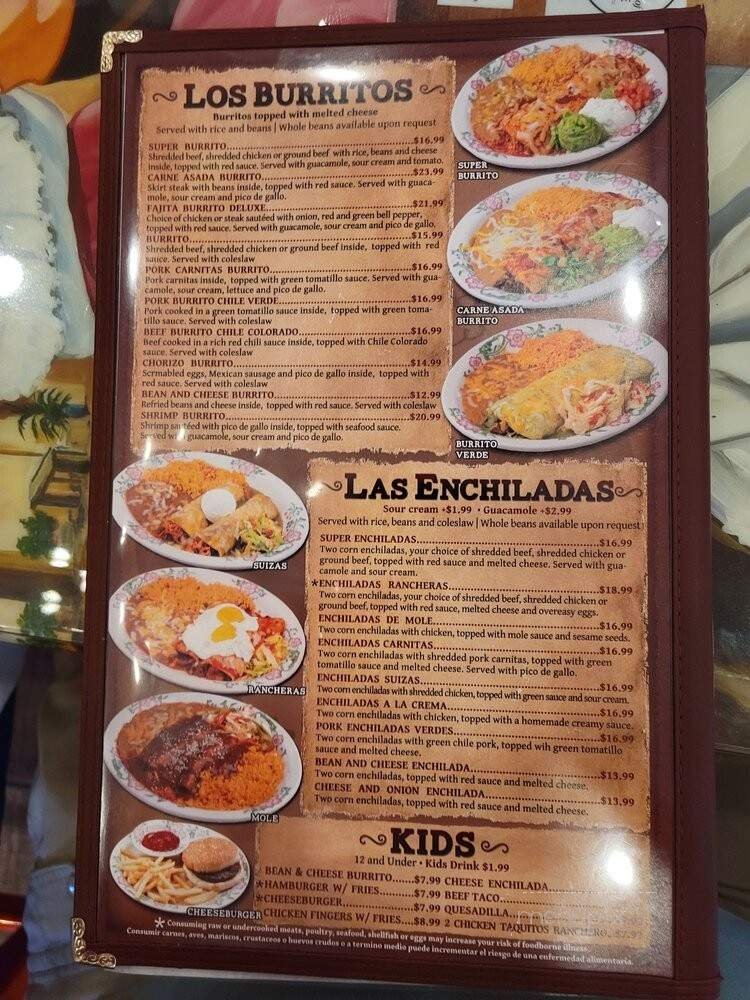 LOS BURRITOS
Burritos topped with melted cheese
Served with rice and beans | Whole beans available upon request
SUPER BURRITO...$16.99
Shredded beef, shredded chicken or ground beef with rice, beans and cheese
inside, topped with red sauce. Served with guacamole, sour cream and tomato.
CARNE ASADA BURRITO...$23.99
Skirt steak with beans inside, topped with red sauce. Served with guaca-
mole, sour cream and pico de gallo.
FAJITA BURRITO DELUXE...$21.99
Choice of chicken or steak sautéed with onion, red and green bell pepper,
topped with red sauce. Served with guacamole, sour cream and pico de gallo.
BURRITO...$15.99
Shredded beef, shredded chicken or ground beef inside, topped with red
sauce. Served with coleslaw
PORK CARNITAS BURRITO...$16.99
Pork carnitas inside, topped with green tomatillo sauce. Served with gua-
camole, sour cream, lettuce and pico de gallo.
PORK BURRITO CHILE VERDE...$16.99
Pork cooked in a green tomatillo sauce inside, topped with green toma-
tillo sauce. Served with coleslaw
BEEF BURRITO CHILE COLORADO...$16.99
Beef cooked in a rich red chili sauce inside, topped with Chile Colorado
sauce. Served with coleslaw
CHORIZO BURRITO...$14.99
Scrmabled eggs, Mexican sausage and pico de gallo inside, topped with
red sauce. Served with coleslaw
BEAN AND CHEESE BURRITO...$12.99
Refried beans and cheese inside, topped with red sauce. Served with coleslaw
SHRIMP BURRITO...$20.99
Shrimp sautéed with pico de gallo inside, topped with seafood sauce.
Served with guacamole, sour cream and pico de gallo.
SUPER
BURRITO
CARNE ASADA
BURRITO
BURRITO
VERDE
SUIZAS
RANCHERAS
MOLE
CHEESEBURGER
LAS ENCHILADAS
Sour cream +$1.99 • Guacamole +$2.99
Served with rice, beans and coleslaw | Whole beans available upon request
SUPER ENCHILADAS...$16.99
Two corn enchiladas, your choice of shredded beef, shredded chicken or
ground beef, topped with red sauce and melted cheese. Served with gua-
camole and sour cream.
*ENCHILADAS RANCHERAS...$18.99
Two corn enchiladas, your choice of shredded beef, shredded chicken or
ground beef, topped with red sauce, melted cheese and overeasy eggs.
ENCHILADAS DE MOLE...$16.99
Two corn enchiladas with chicken, topped with mole sauce and sesame seeds.
ENCHILADAS CARNITAS...$16.99
Two corn enchiladas with shredded pork carnitas, topped with green
tomatillo sauce and melted cheese. Served with pico de gallo.
ENCHILADAS SUIZAS...$16.99
Two corn enchiladas with shredded chicken, topped with green sauce and sour cream.
ENCHILADAS A LA CREMA...$16.99
Two corn enchiladas with chicken, topped with a homemade creamy sauce.
PORK ENCHILADAS VERDES...$16.99
Two corn enchiladas with green chile pork, topped wih green tomatillo
sauce and melted cheese.
BEAN AND CHEESE ENCHILADA...$13.99
Two corn enchiladas, topped with red sauce and melted cheese.
CHEESE AND ONION ENCHILADA...$13.99
Two corn enchiladas, topped with red sauce and melted cheese.
KIDS
12 and Under • Kids Drink $1.99
BEAN & CHEESE BURRITO...$7.99 CHEESE ENCHILADA...
*HAMBURGER W/ FRIES...$7.99 BEEF TACO...
*CHEESEBURGER...$7.99 QUESADILLA...
CHICKEN FINGERS W/ FRIES....$8.99 2 CHICKEN TAQUITOS RANCHERO
* Consuming raw or undercooked meats, poultry, seafood, shellfish or eggs may increase your risk of foodborne illness.
Consumir carnes, aves, mariscos, crustaceos o huevos crudos o a termino medio puede incrementar el riesgo de una enfermedad alimentaria.